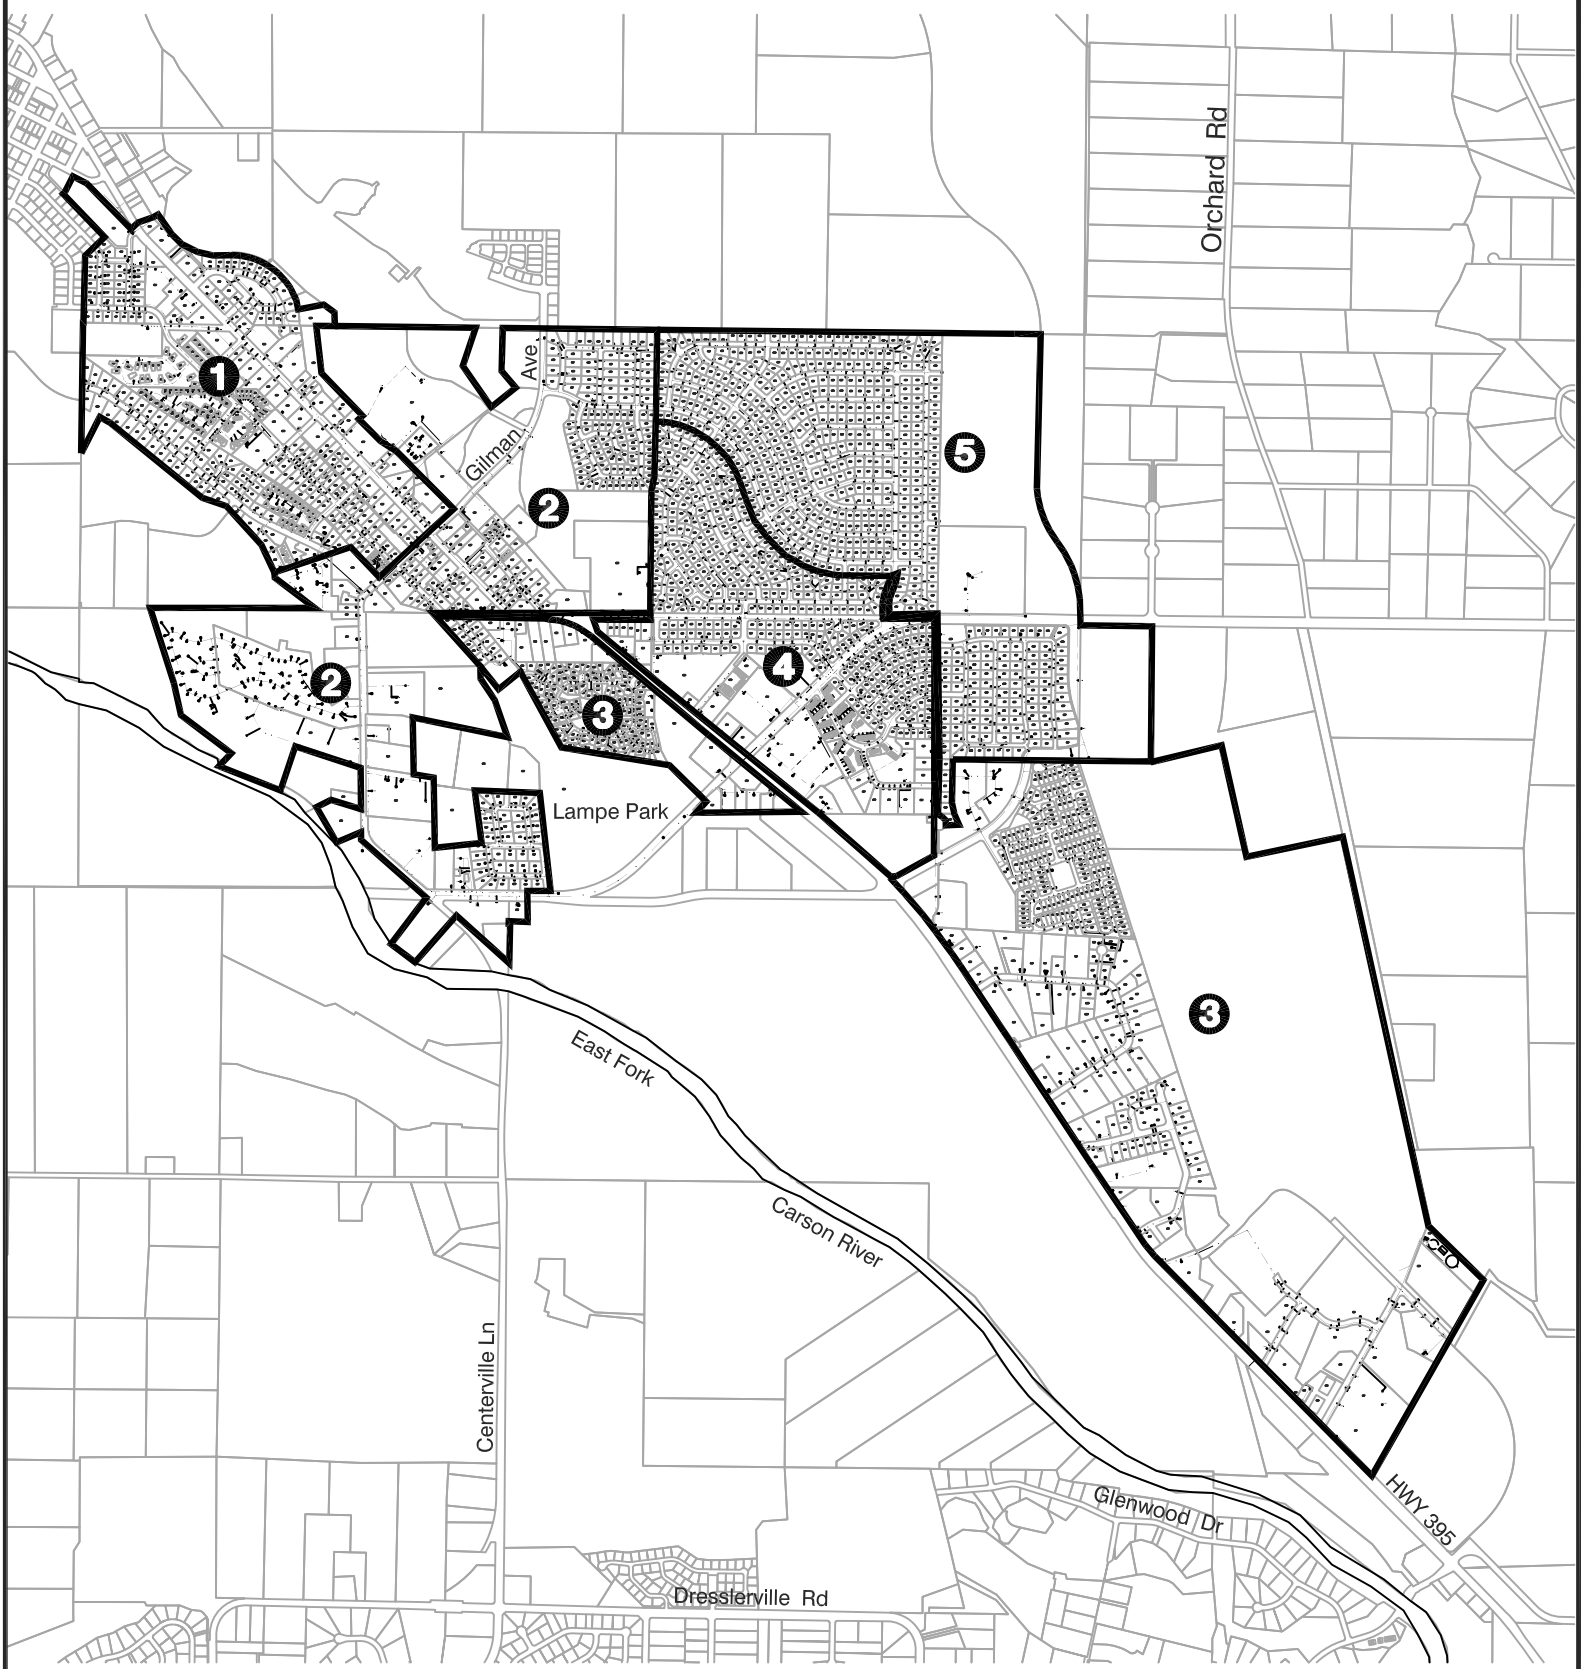 Orchard Rd
1
Ave
Gilman
5
2
2
4
3
Lampe Park
3
East Fork
Carson River
Centerville Ln
HWY 395
Glenwood Dr
Dresslerville Rd